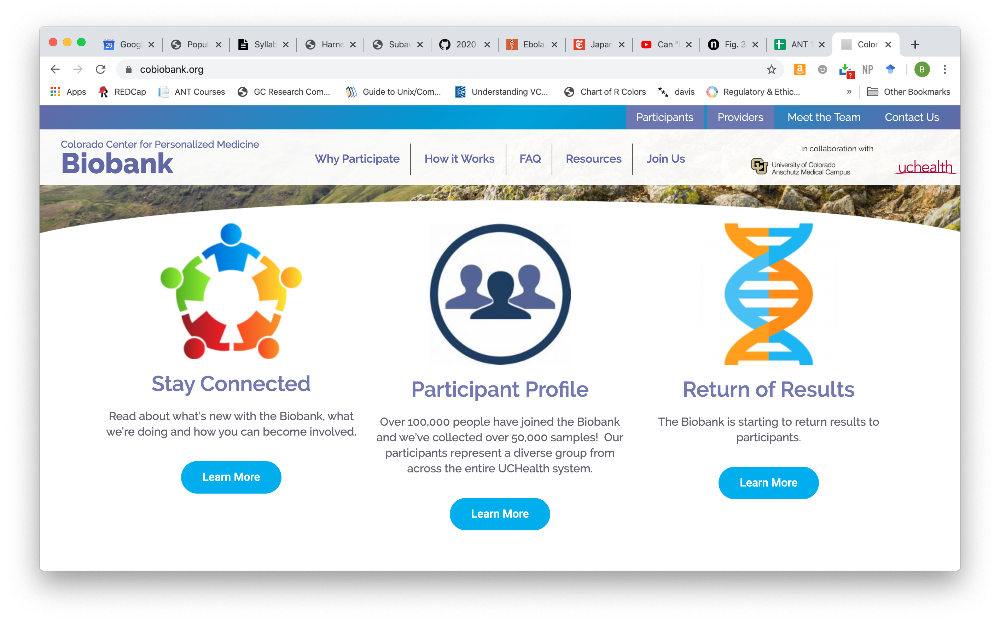 29 Googl
Popul
Syllab
Harne
Subaw
2020-
Ebola,
Japan
Can "I
n Fig. 3
ANT 1
Color
cobiobank.org
a
U
?
NP
B
Apps
REDCap
ANT Courses
GC Research Com...
Guide to Unix/Com...
Understanding VC...
Chart of R Colors
davis
Regulatory & Ethic...
»
Other Bookmarks
Participants
Providers
Meet the Team
Contact Us
Colorado Center for Personalized Medicine
Biobank
Why Participate
How it Works
FAQ
Resources
Join Us
In collaboration with
University of Colorado
Anschutz Medical Campus
uchealth
Stay Connected
Read about what’s new with the Biobank, what
we’re doing and how you can become involved.
Learn More
Participant Profile
Over 100,000 people have joined the Biobank
and we’ve collected over 50,000 samples! Our
participants represent a diverse group from
across the entire UCHealth system.
Learn More
Return of Results
The Biobank is starting to return results to
participants.
Learn More